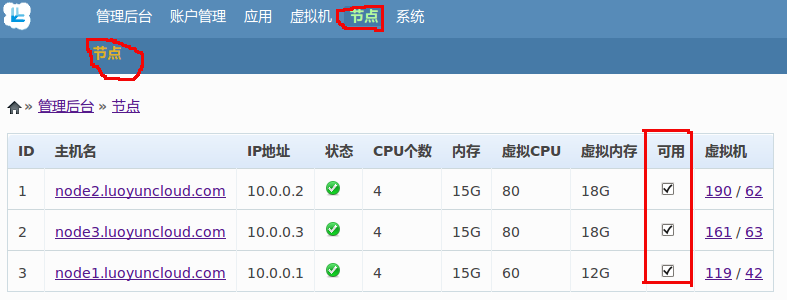 管理后台 账户管理 应用 虚拟机 节点 系统
节点
» 管理后台 » 节点
ID 主机名 IP地址 状态 CPU个数 内存 虚拟CPU 虚拟内存 可用 虚拟机
1 node2.luoyuncloud.com 10.0.0.2 4 15G 80 18G 190 / 62
2 node3.luoyuncloud.com 10.0.0.3 4 15G 80 18G 161 / 63
3 node1.luoyuncloud.com 10.0.0.1 4 15G 60 12G 119 / 42